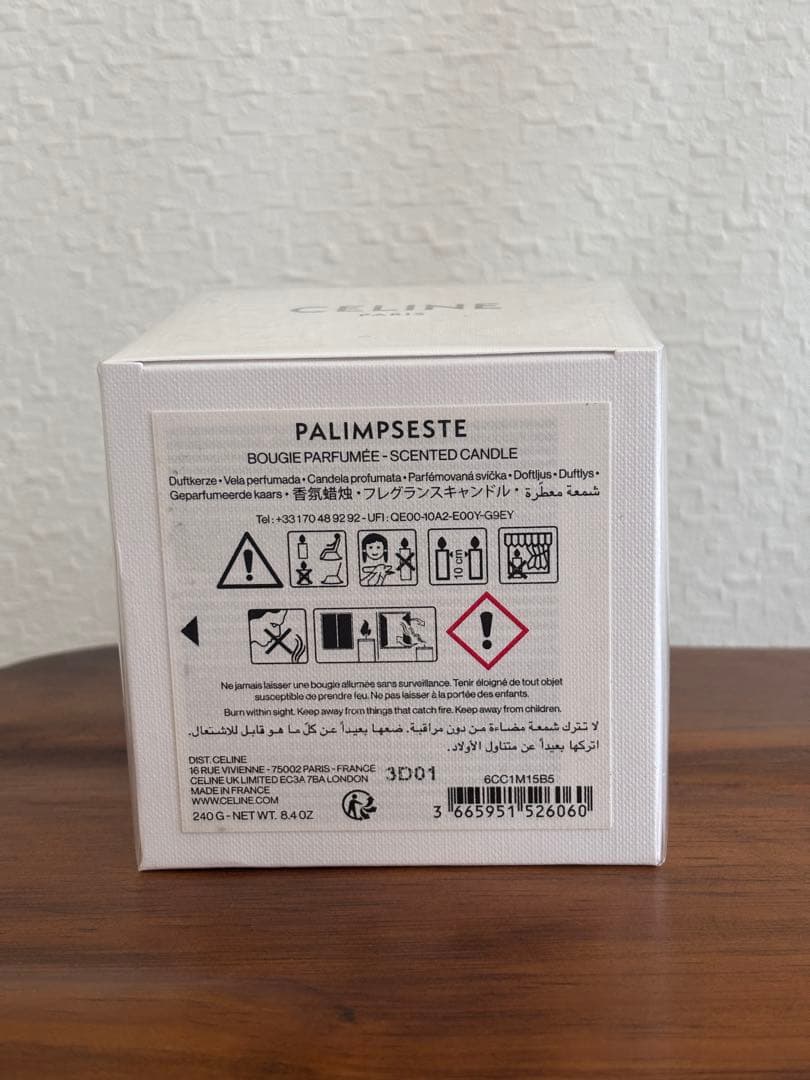 CELINE
PARIS
PALIMPSESTE
BOUGIE PARFUMÉE - SCENTED CANDLE
Duftkerze • Vela perfumada • Candela profumata • Parfémovaná svíčka • Doftljus • Duftlys •
Geparfumeerde kaars • 香氛蜡烛 • フレグランスキャンドル • شمعة معطّرة
Tel : +33 1 70 48 92 92 - UFI : QE00-10A2-E00Y-G9EY
10 cm
Ne jamais laisser une bougie allumée sans surveillance. Tenir éloigné de tout objet
susceptible de prendre feu. Ne pas laisser à la portée des enfants.
Burn within sight. Keep away from things that catch fire. Keep away from children.
لا تترك شمعة مضاءة من دون مراقبة. ضعها بعيداً عن كلّ ما هو قابل للاشتعال.
اتركها بعيداً عن متناول الأولاد.
DIST. CELINE
16 RUE VIVIENNE - 75002 PARIS - FRANCE
CELINE UK LIMITED EC3A 7BA LONDON
MADE IN FRANCE
WWW.CELINE.COM
240 G - NET WT. 8.4 OZ
3D01
6CC1M15B5
3 665951 526060